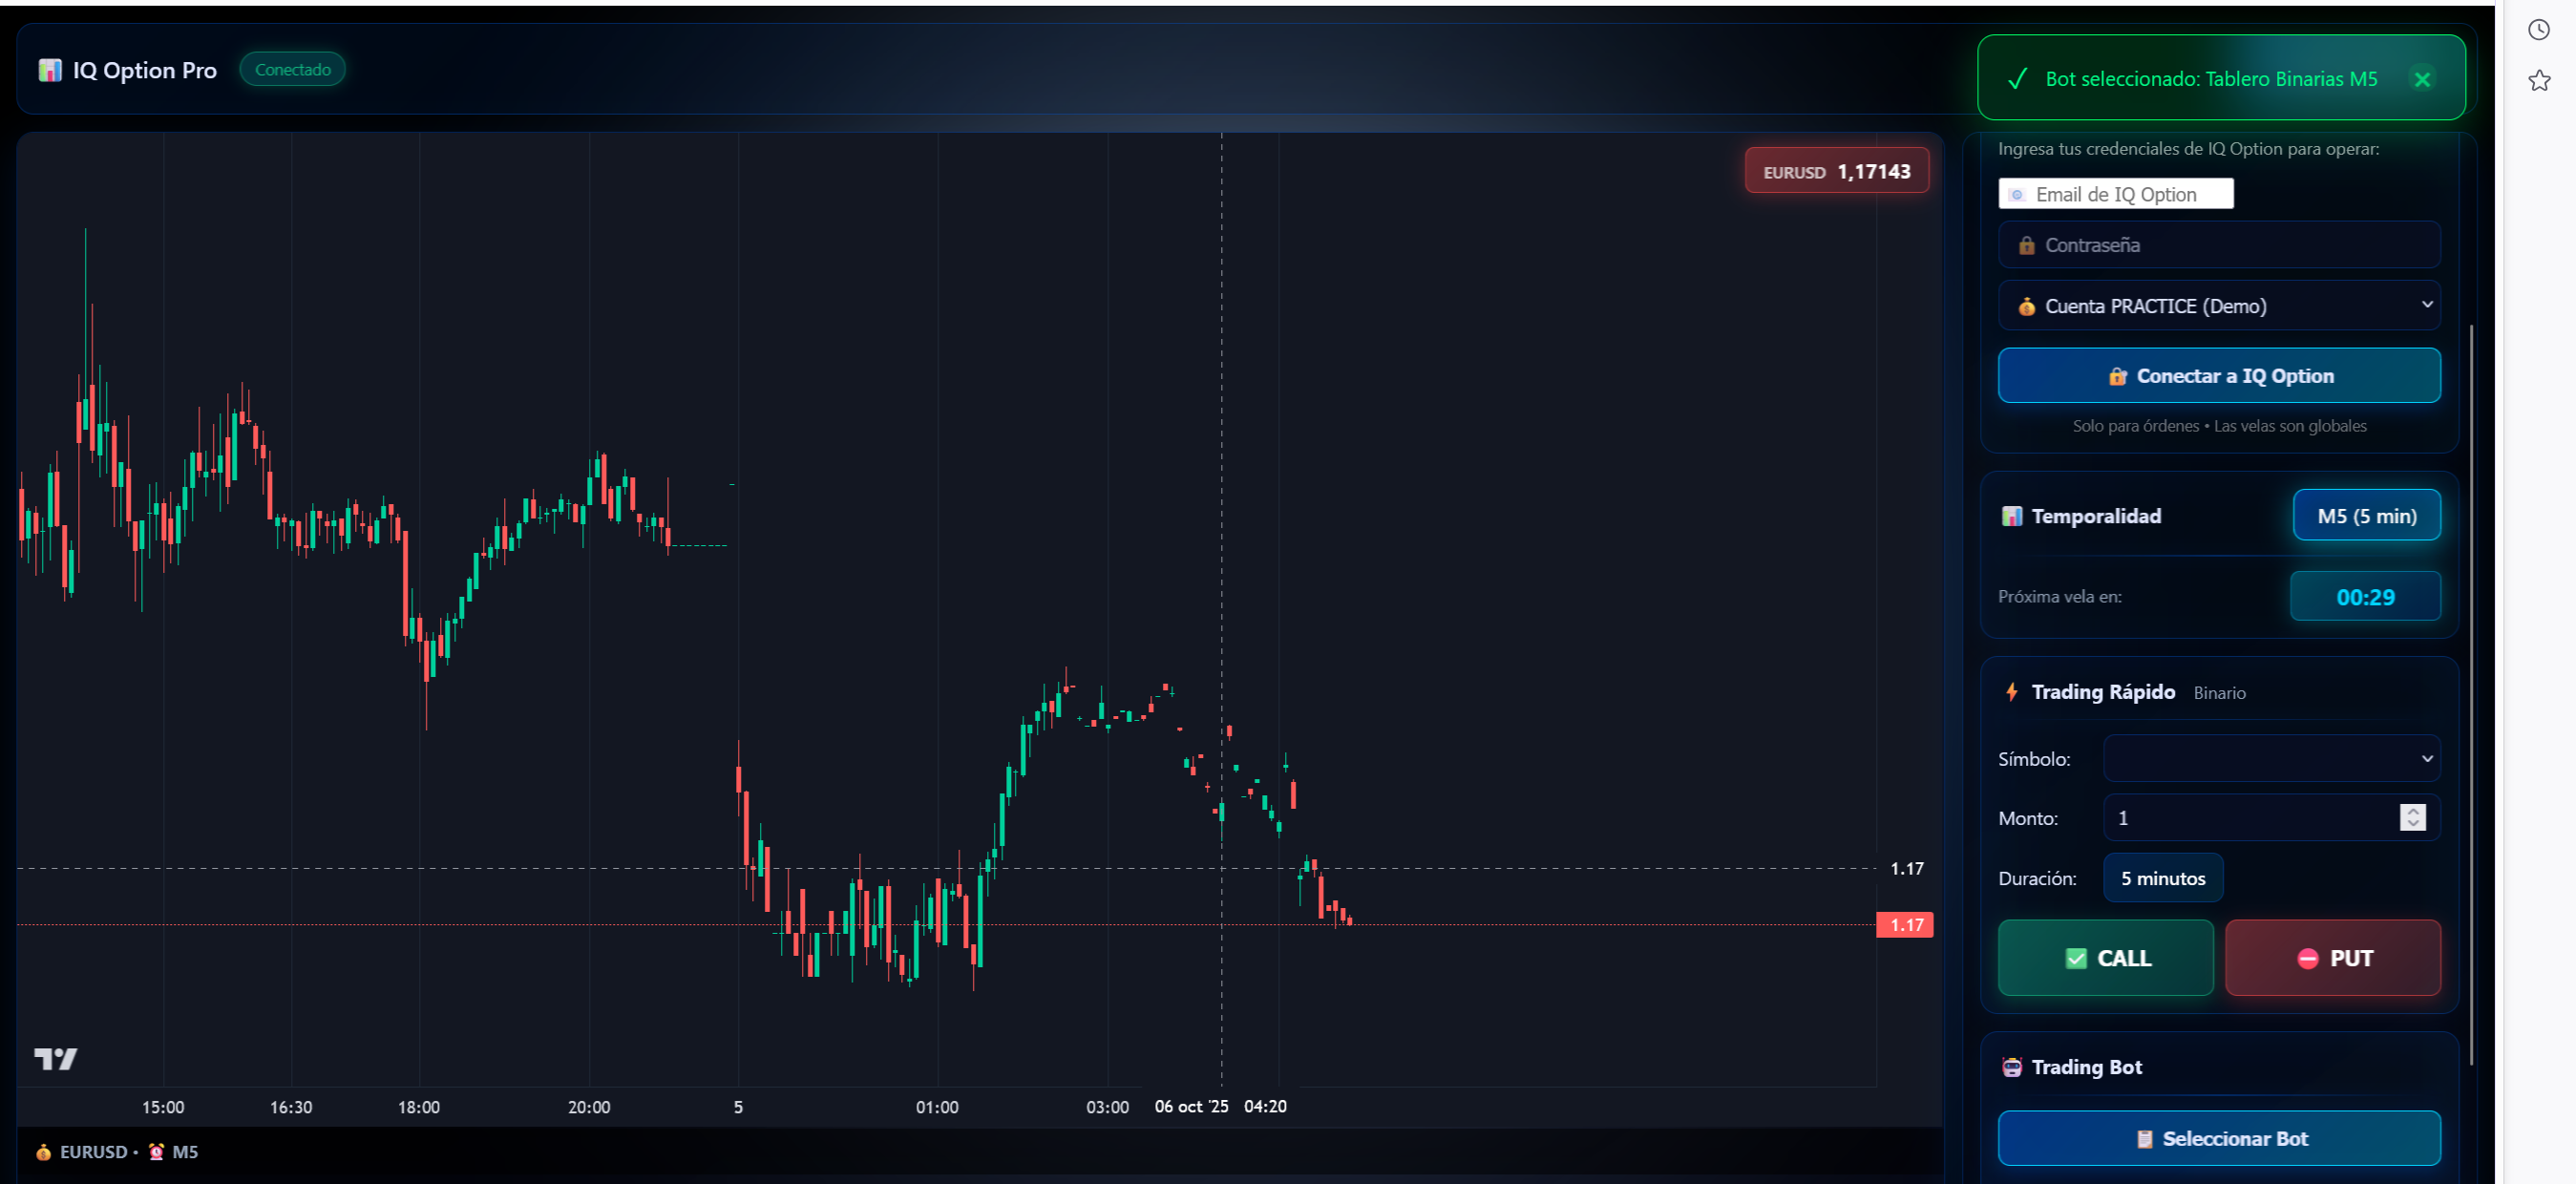 IQ Option Pro
Conectado
Bot seleccionado: Tablero Binarias M5
EURUSD 1,17143
1.17
1.17
15:00
16:30
18:00
20:00
5
01:00
03:00
06 oct '25 04:20
EURUSD • M5
Ingresa tus credenciales de IQ Option para operar:
Email de IQ Option
Contraseña
Cuenta PRACTICE (Demo)
Conectar a IQ Option
Solo para órdenes • Las velas son globales
Temporalidad
M5 (5 min)
Próxima vela en:
00:29
Trading Rápido Binario
Símbolo:
Monto:
1
Duración:
5 minutos
CALL
PUT
Trading Bot
Seleccionar Bot